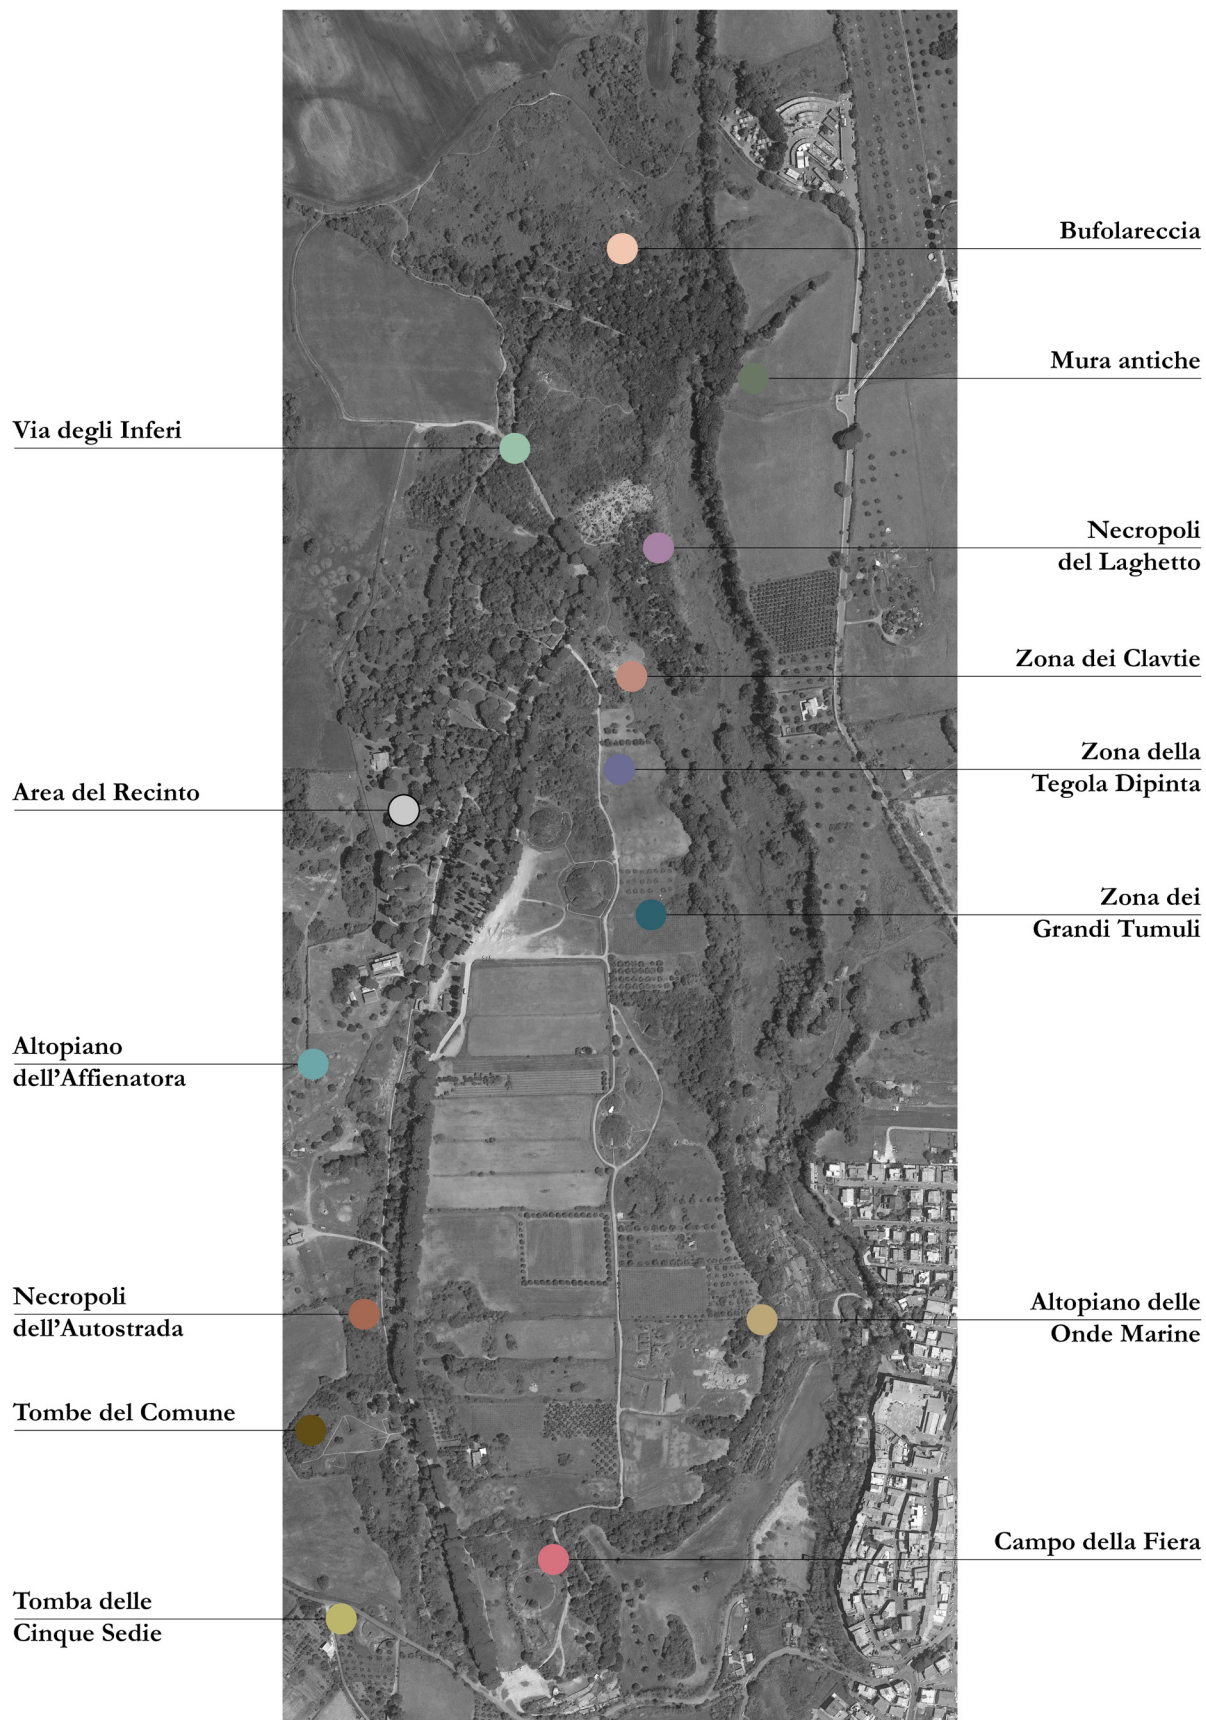 Bufolareccia
Mura antiche
Via degli Inferi
Necropoli
del Laghetto
Zona dei Clavtie
Zona della
Tegola Dipinta
Area del Recinto
Zona dei
Grandi Tumuli
Altopiano
dell'Affienatora
Necropoli
dell'Autostrada
Altopiano delle
Onde Marine
Tombe del Comune
Campo della Fiera
Tomba delle
Cinque Sedie